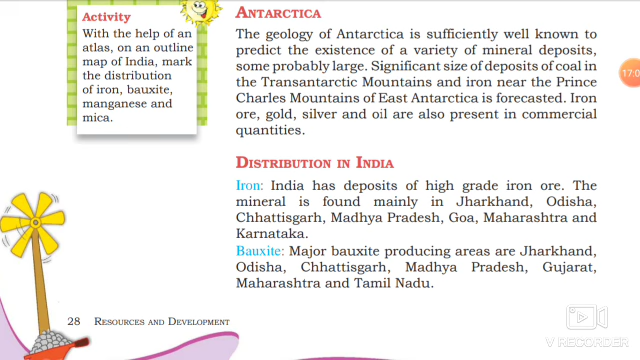 Activity
With the help of an
atlas, on an outline
map of India, mark
the distribution
of iron, bauxite,
manganese and
mica.
ANTARCTICA
The geology of Antarctica is sufficiently well known to
predict the existence of a variety of mineral deposits,
some probably large. Significant size of deposits of coal in
the Transantarctic Mountains and iron near the Prince
Charles Mountains of East Antarctica is forecasted. Iron
ore, gold, silver and oil are also present in commercial
quantities.
DISTRIBUTION IN INDIA
Iron: India has deposits of high grade iron ore. The
mineral is found mainly in Jharkhand, Odisha,
Chhattisgarh, Madhya Pradesh, Goa, Maharashtra and
Karnataka.
Bauxite: Major bauxite producing areas are Jharkhand,
Odisha, Chhattisgarh, Madhya Pradesh, Gujarat,
Maharashtra and Tamil Nadu.
28 RESOURCES AND DEVELOPMENT
V RECORDER